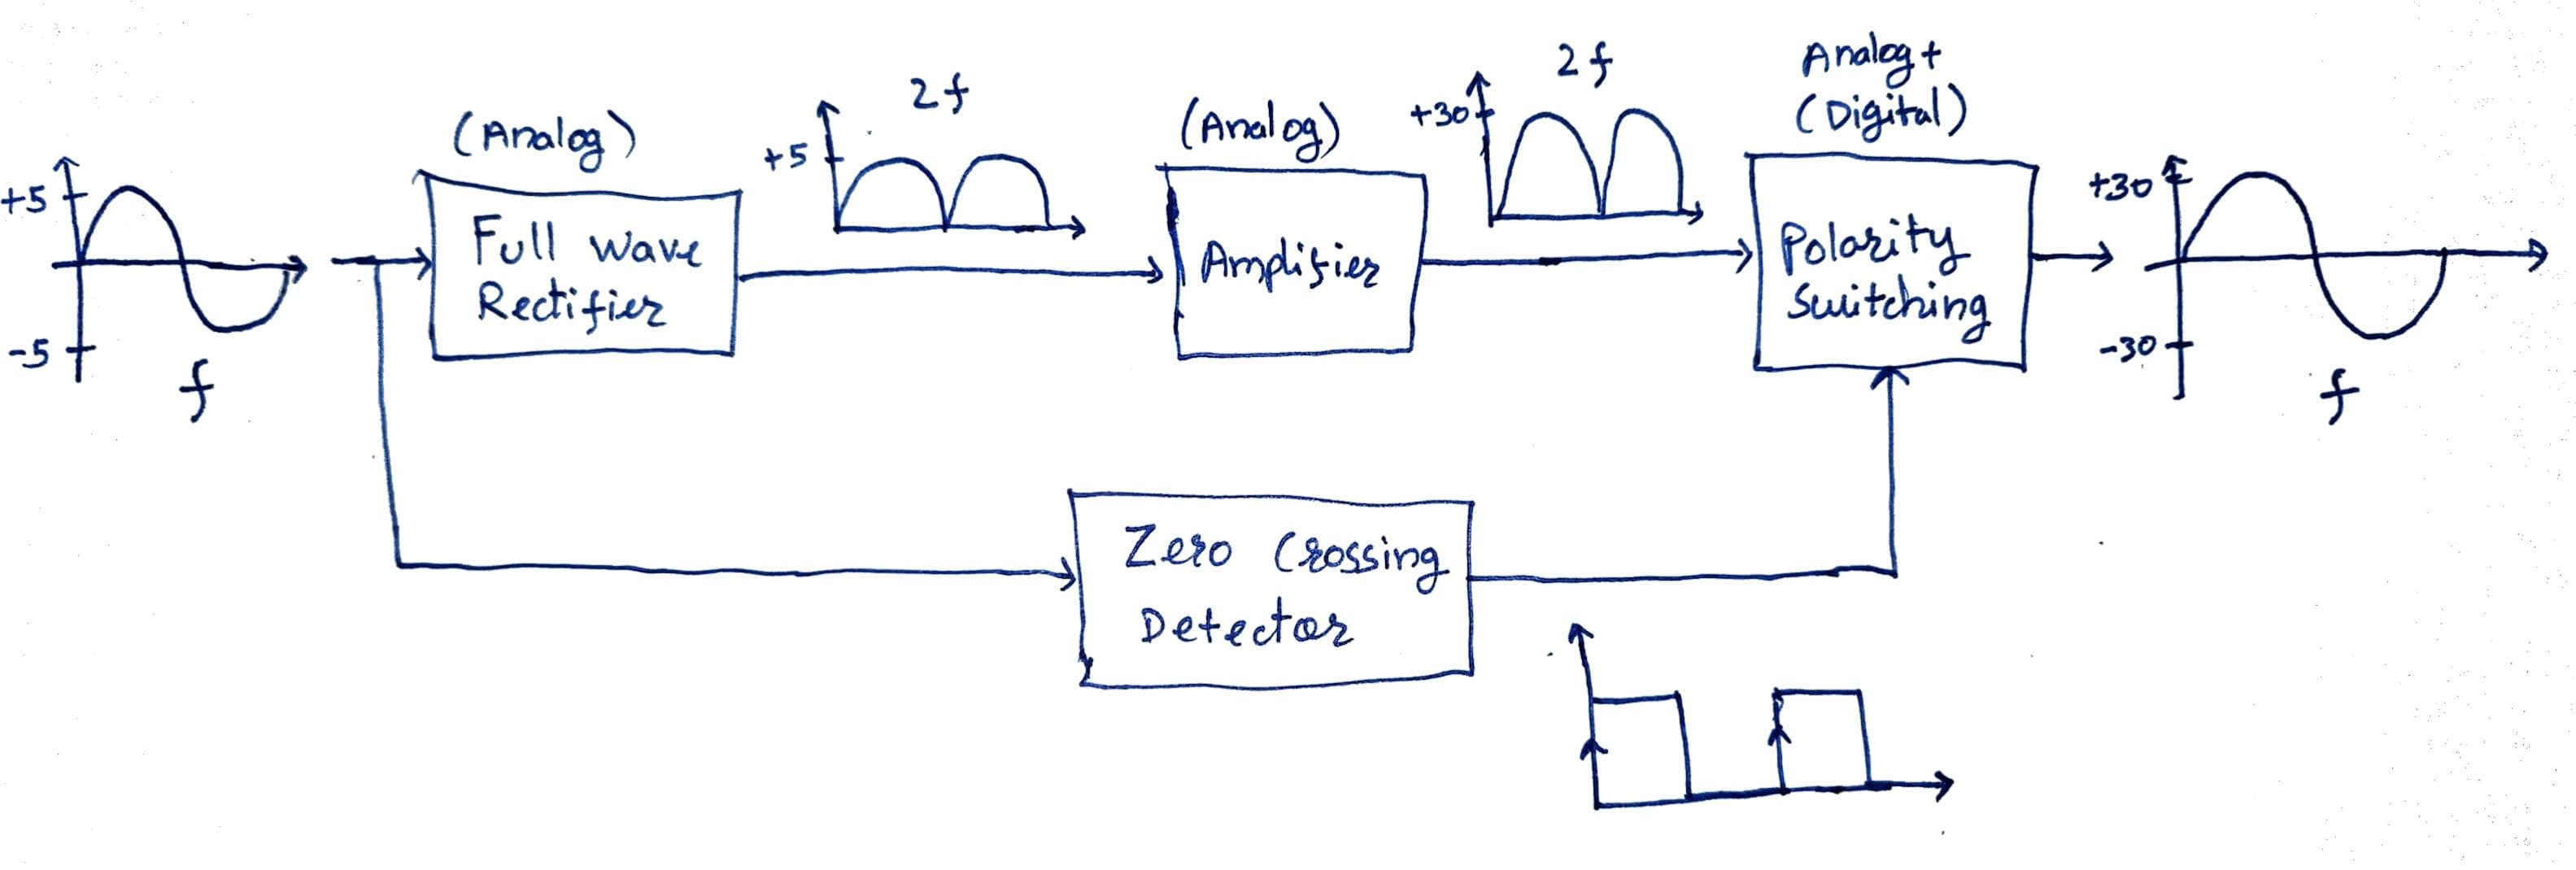 +5
-5
f
(Analog)
Full wave
Rectifier
2f
+5
(Analog)
Amplifier
2f
+30
Analog +
(Digital)
Polarity
Switching
+30
-30
f
Zero Crossing
Detector